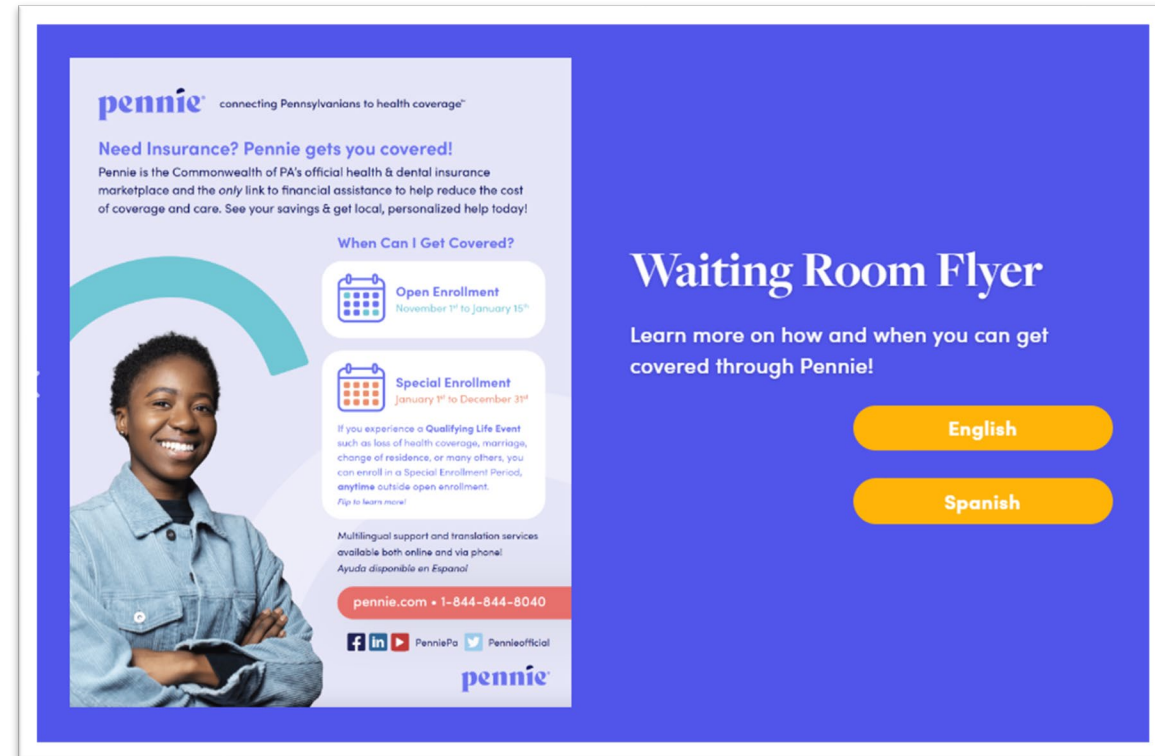 pennie® connecting Pennsylvanians to health coverage™
Need Insurance? Pennie gets you covered!
Pennie is the Commonwealth of PA's official health & dental insurance
marketplace and the only link to financial assistance to help reduce the cost
of coverage and care. See your savings & get local, personalized help today!
When Can I Get Covered?
Open Enrollment
November 1st to January 15th
Special Enrollment
January 1st to December 31st
If you experience a Qualifying Life Event
such as loss of health coverage, marriage,
change of residence, or many others, you
can enroll in a Special Enrollment Period,
anytime outside open enrollment.
Flip to learn more!
Multilingual support and translation services
available both online and via phone!
Ayuda disponible en Espanol
pennie.com • 1-844-844-8040
PenniePa Pennieofficial
pennie®
Waiting Room Flyer
Learn more on how and when you can get
covered through Pennie!
English
Spanish